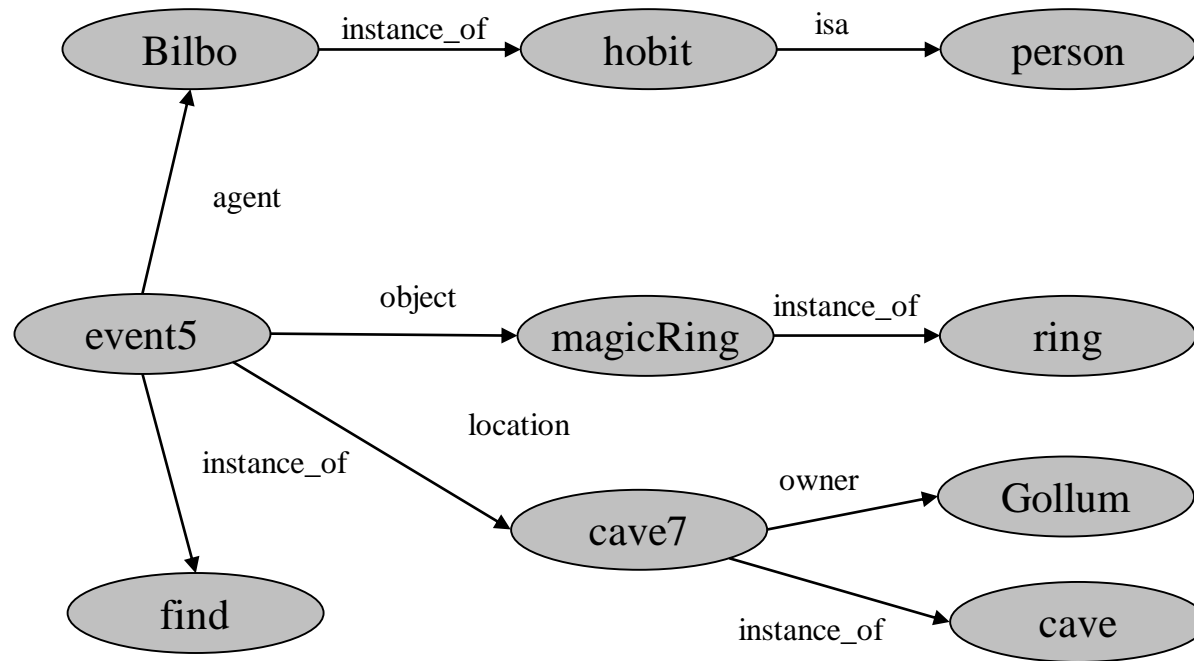 Bilbo
instance_of
hobit
isa
person
agent
event5
object
magicRing
instance_of
ring
location
instance_of
find
cave7
owner
Gollum
instance_of
cave